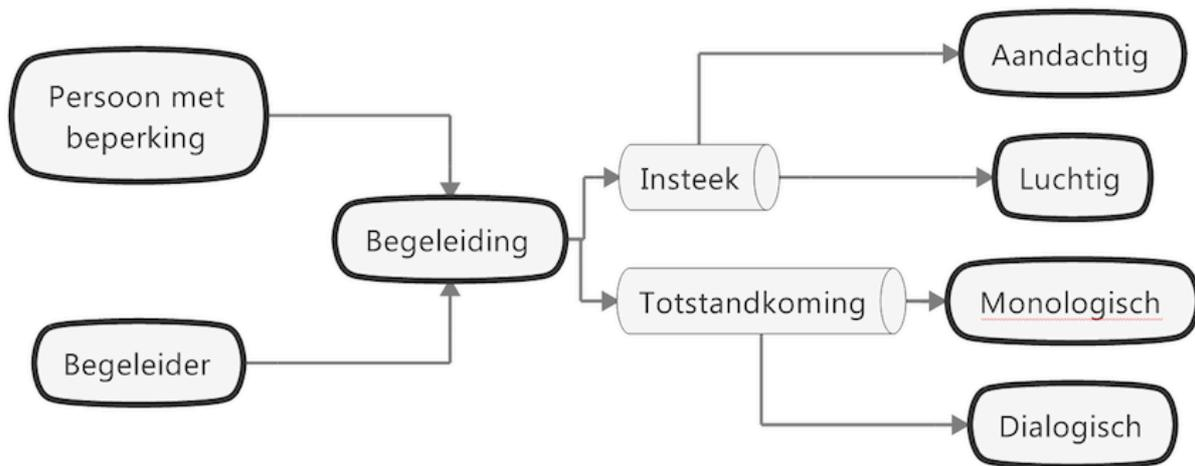 Persoon met
beperking
Begeleider
Begeleiding
Insteek
Totstandkoming
Aandachtig
Luchtig
Monologisch
Dialogisch